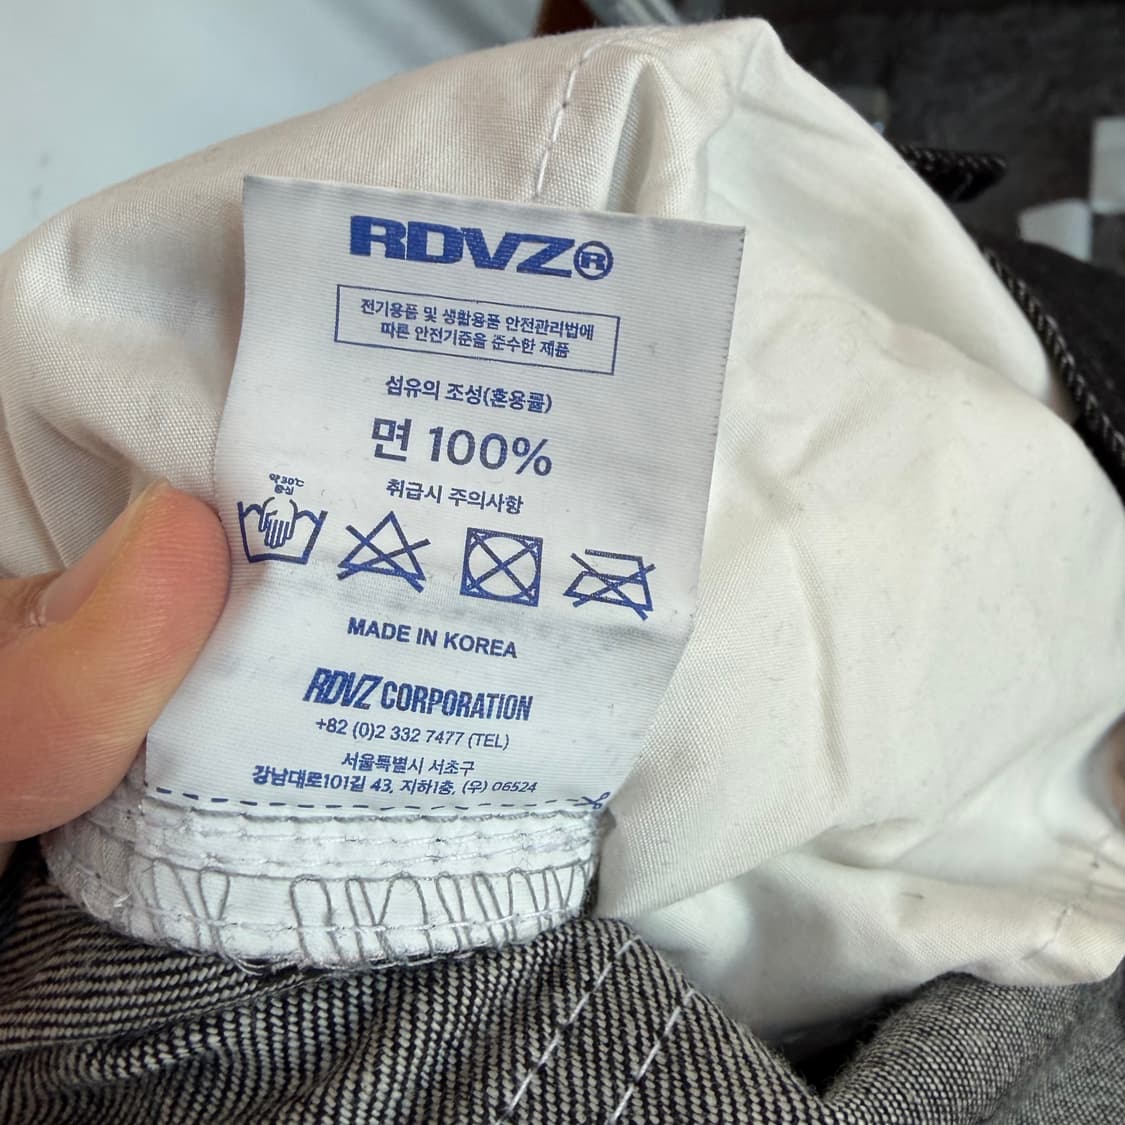 RDVZ®
전기용품 및 생활용품 안전관리법에
따른 안전기준을 준수한 제품
섬유의 조성(혼용률)
면 100%
취급시 주의사항
약30℃
중심
MADE IN KOREA
RDVZ CORPORATION
+82 (0)2 332 7477 (TEL)
서울특별시 서초구
강남대로101길 43, 지하1층, (우) 06524